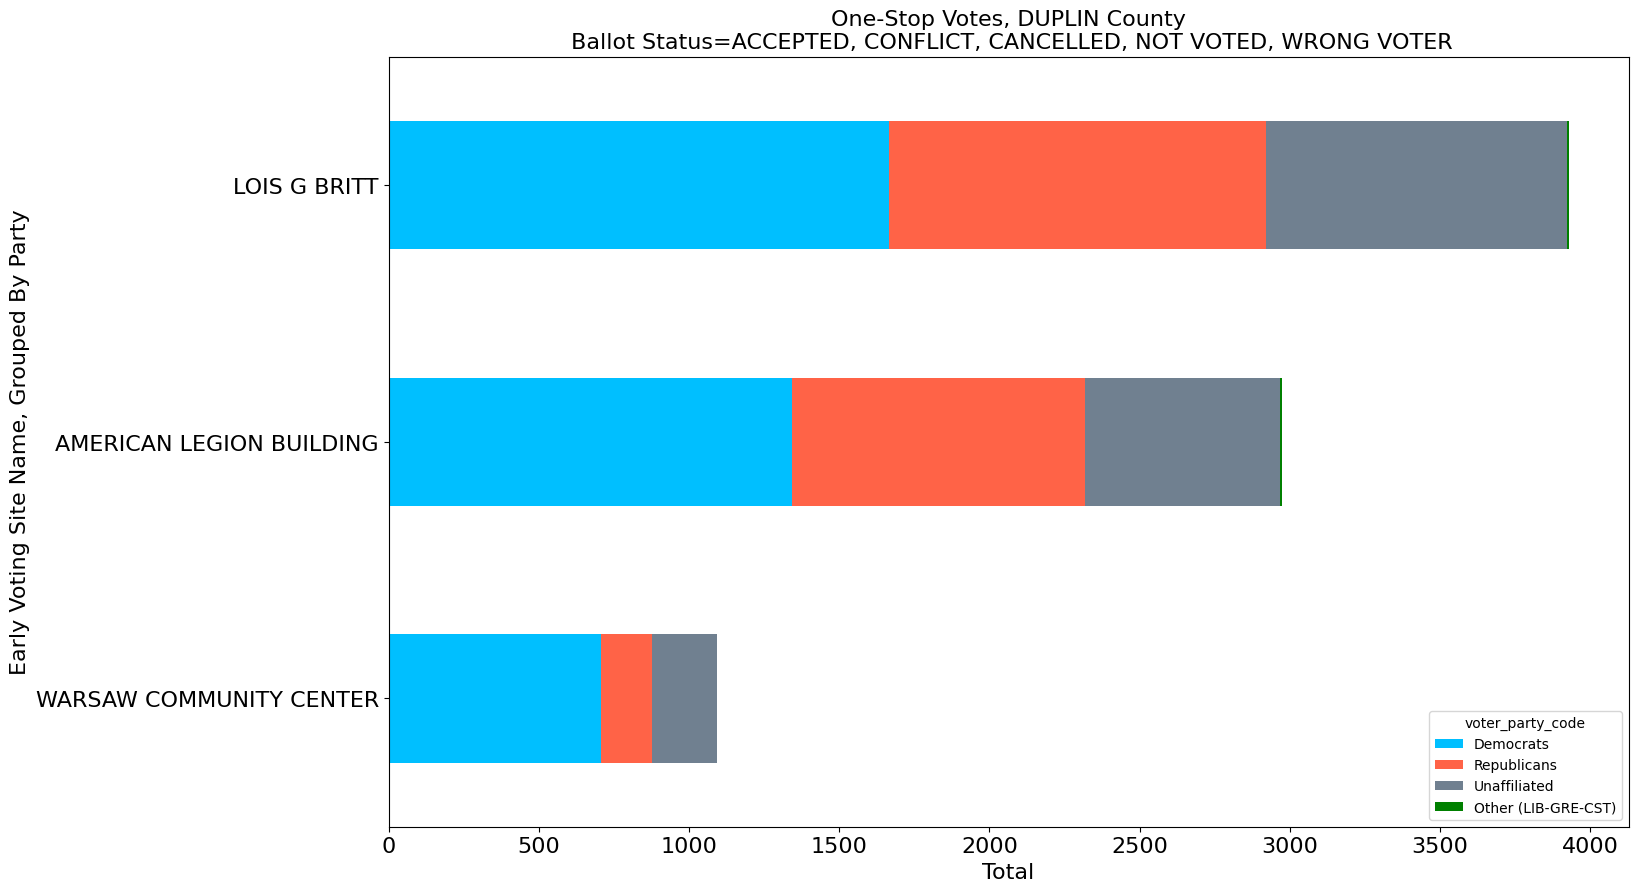 One-Stop Votes, DUPLIN County
Ballot Status=ACCEPTED, CONFLICT, CANCELLED, NOT VOTED, WRONG VOTER
Early Voting Site Name, Grouped By Party
LOIS G BRITT
AMERICAN LEGION BUILDING
WARSAW COMMUNITY CENTER
voter_party_code
Democrats
Republicans
Unaffiliated
Other (LIB-GRE-CST)
0 500 1000 1500 2000 2500 3000 3500 4000
Total